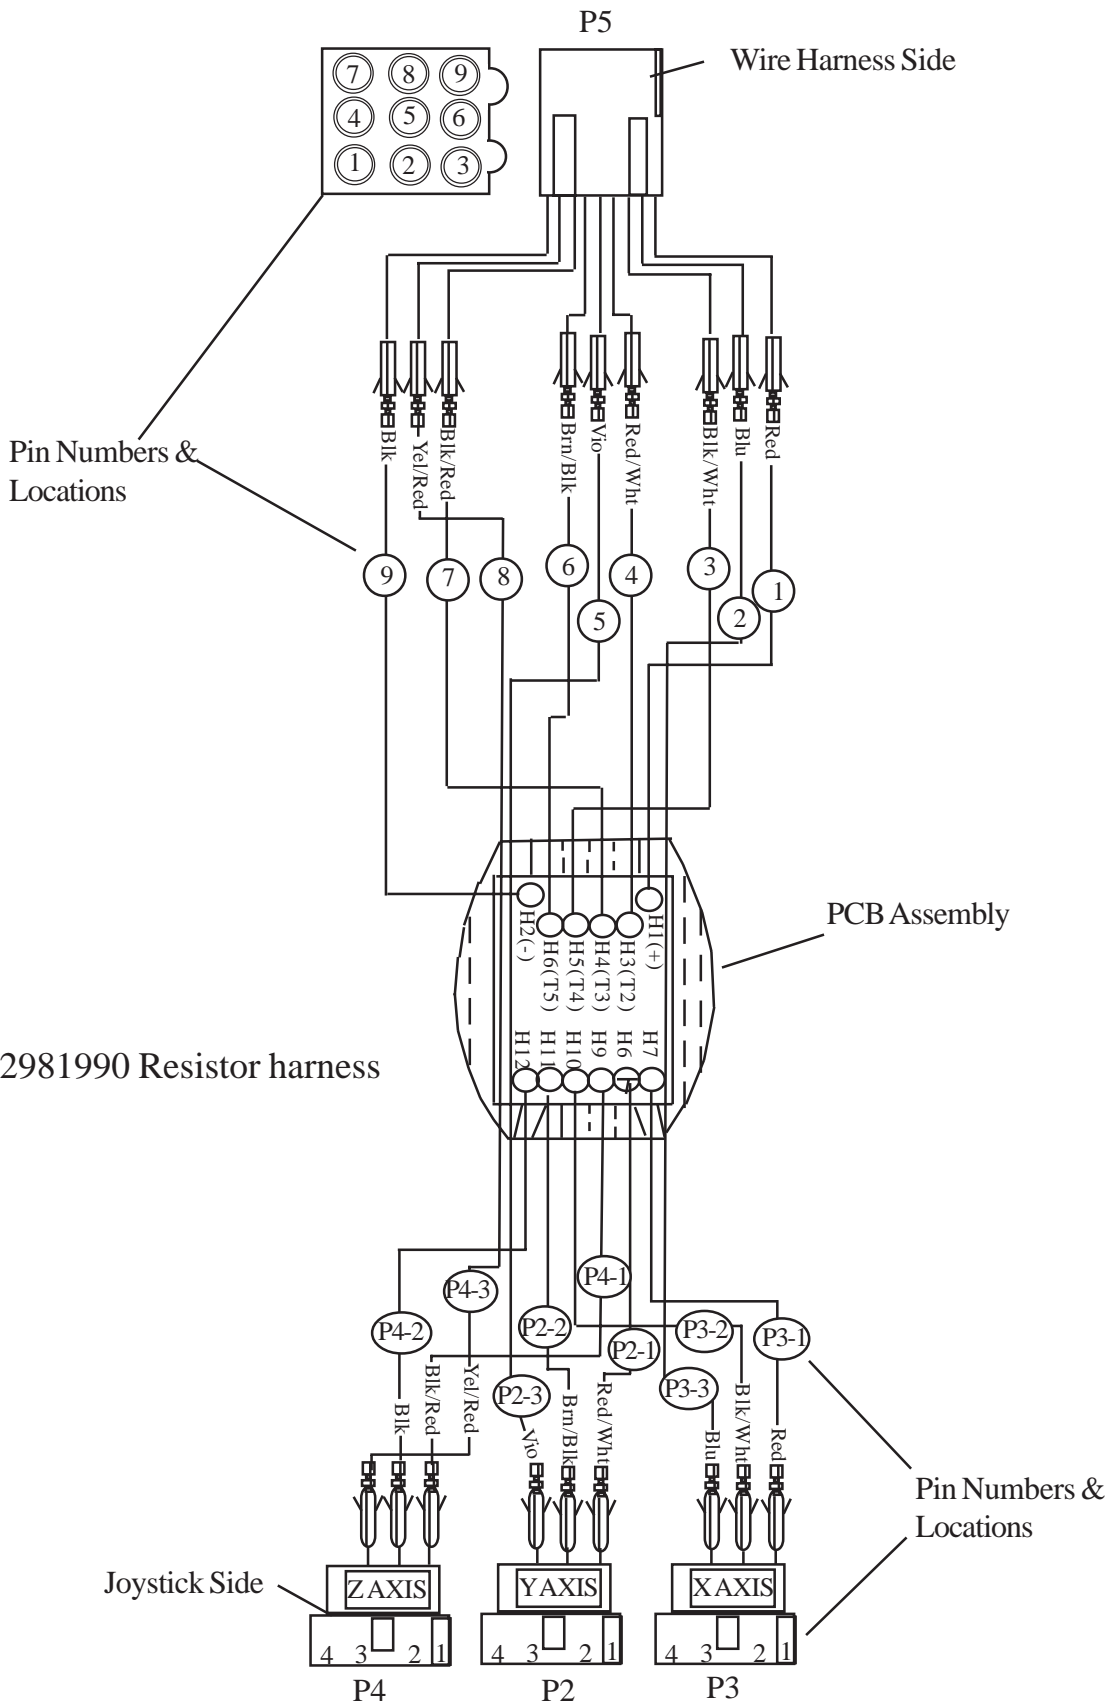 P5
Wire Harness Side
7 8 9
4 5 6
1 2 3
Pin Numbers &
Locations
Blk
Yel/Red
Blk/Red
Brn/Blk
Vio
Red/Wht
Blk/Wht
Blu
Red
9
7
8
6
5
4
3
2
1
PCB Assembly
H2(-)
H6(T5)
H5(T4)
H4(T3)
H3(T2)
H1(+)
H12
H11
H10
H9
H6
H7
2981990 Resistor harness
P4-3
P4-1
P4-2
P2-2
P2-1
P3-2
P3-1
P2-3
P3-3
Blk
Blk/Red
Yel/Red
Vio
Brn/Blk
Red/Wht
Blu
Blk/Wht
Red
Pin Numbers &
Locations
Joystick Side
Z AXIS
Y AXIS
X AXIS
4 3 2 1
4 3 2 1
4 3 2 1
P4
P2
P3